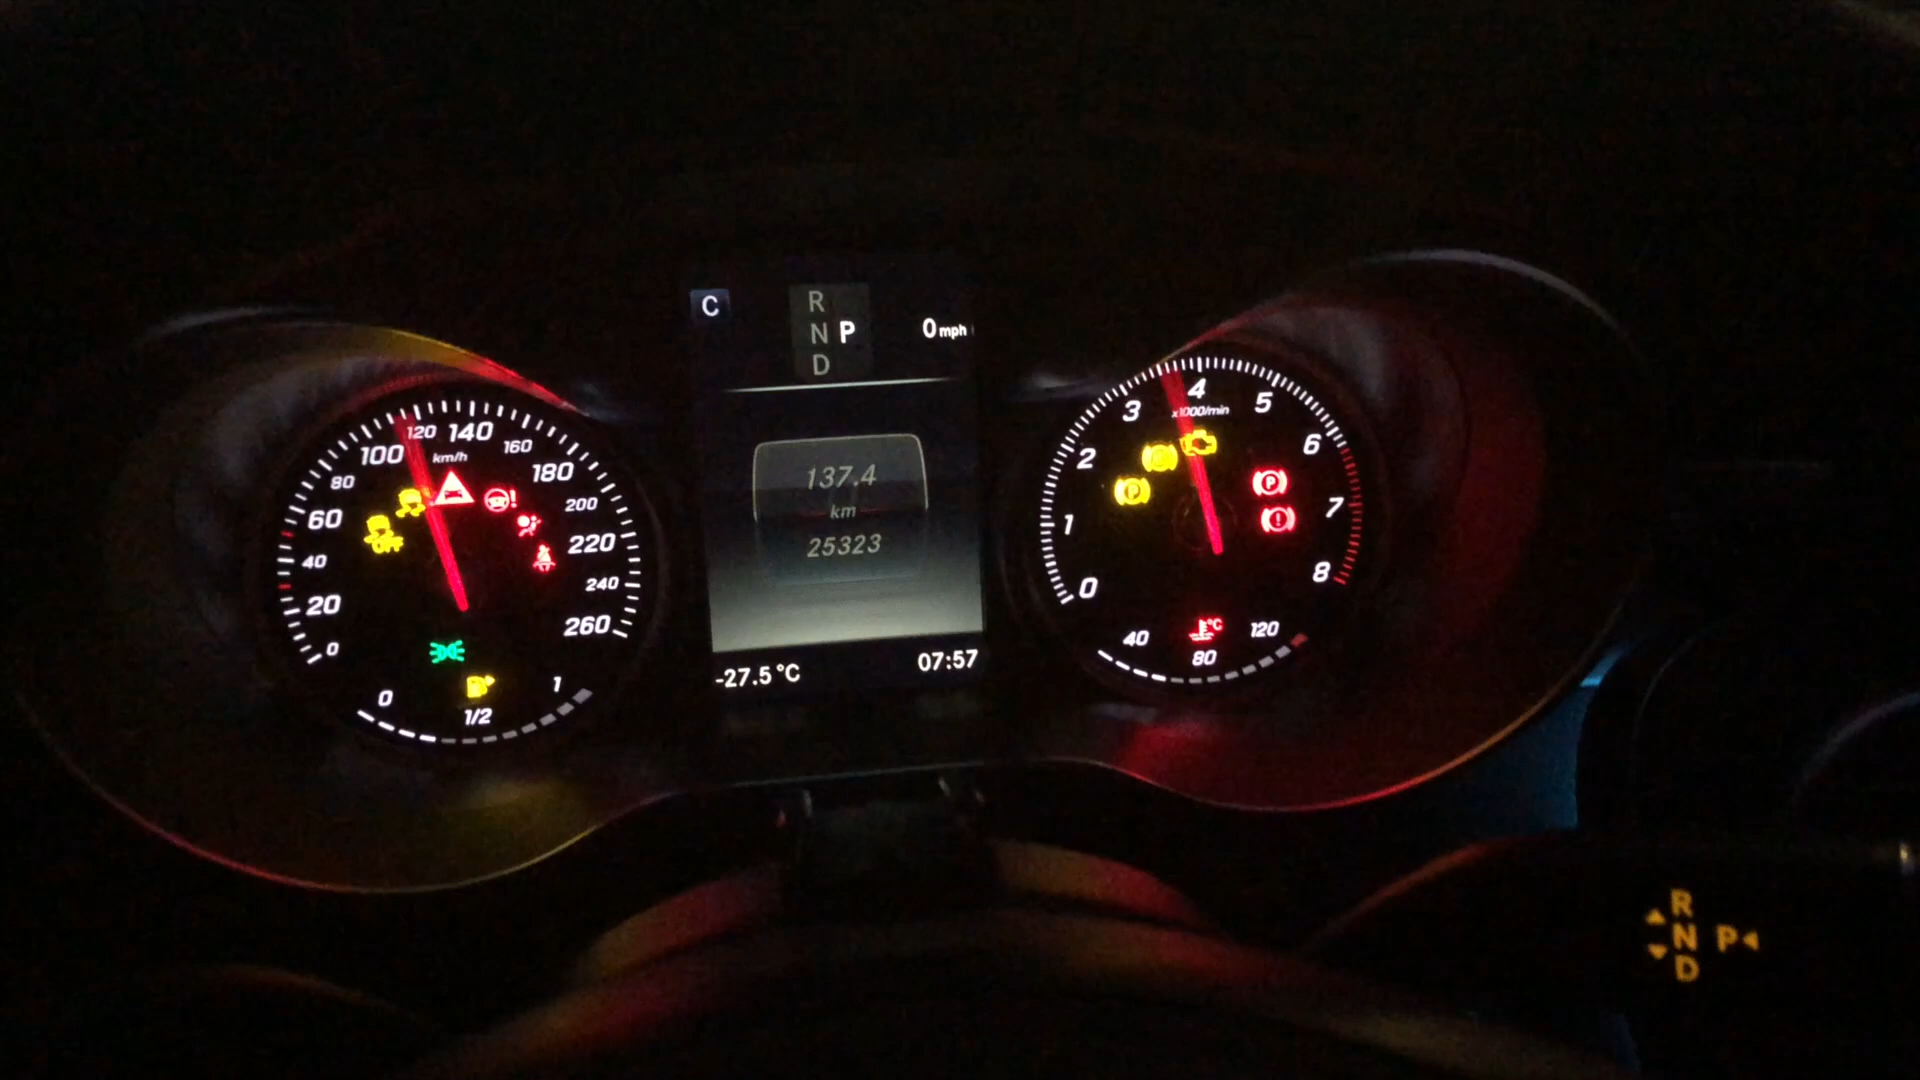 C
R
N P
D
0 mph
0
20
40
60
80
100
120
140
160
180
200
220
240
260
km/h
OFF
!
0
1/2
1
137.4
km
25323
-27.5 °C
07:57
0
1
2
3
4
5
6
7
8
x1000/min
P
P
!
°C
40
80
120
R
N P
D